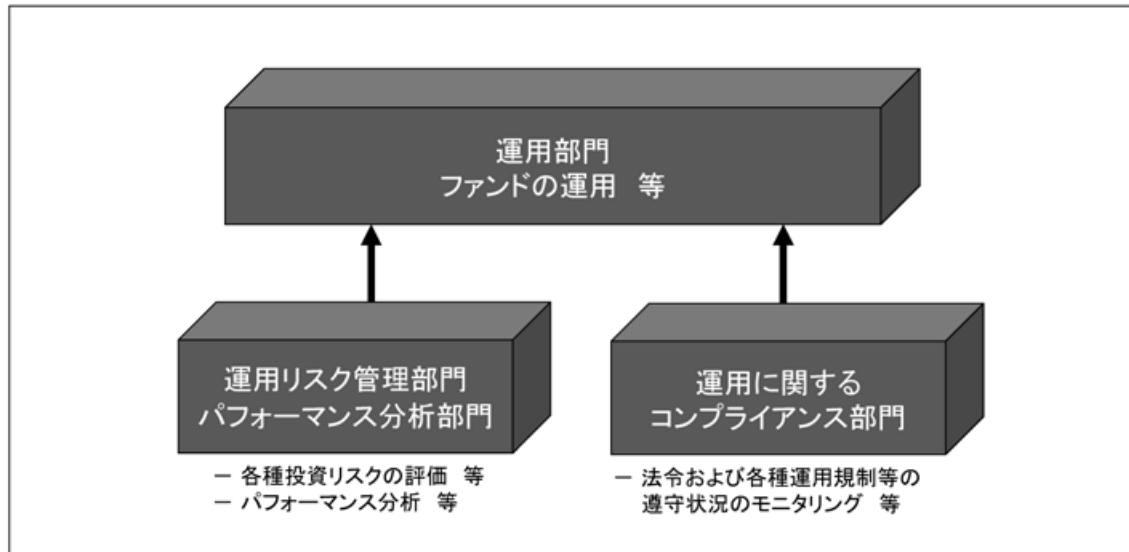 運用部門
ファンドの運用　等
運用リスク管理部門
パフォーマンス分析部門
－ 各種投資リスクの評価　等
－ パフォーマンス分析　等
運用に関する
コンプライアンス部門
－ 法令および各種運用規制等の
遵守状況のモニタリング　等